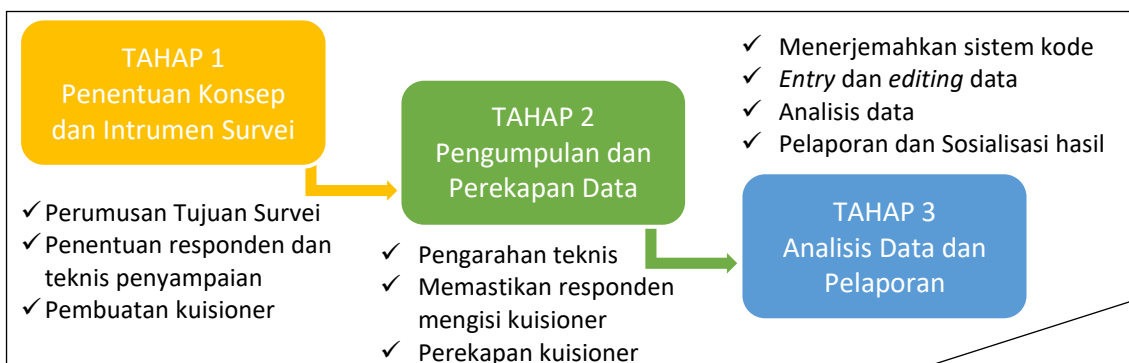 TAHAP 1
Penentuan Konsep
dan Intrumen Survei
✓ Perumusan Tujuan Survei
✓ Penentuan responden dan
teknis penyampaian
✓ Pembuatan kuisioner
TAHAP 2
Pengumpulan dan
Perekapan Data
✓ Pengarahan teknis
✓ Memastikan responden
mengisi kuisioner
✓ Perekapan kuisioner
✓ Menerjemahkan sistem kode
✓ Entry dan editing data
✓ Analisis data
✓ Pelaporan dan Sosialisasi hasil
TAHAP 3
Analisis Data dan
Pelaporan